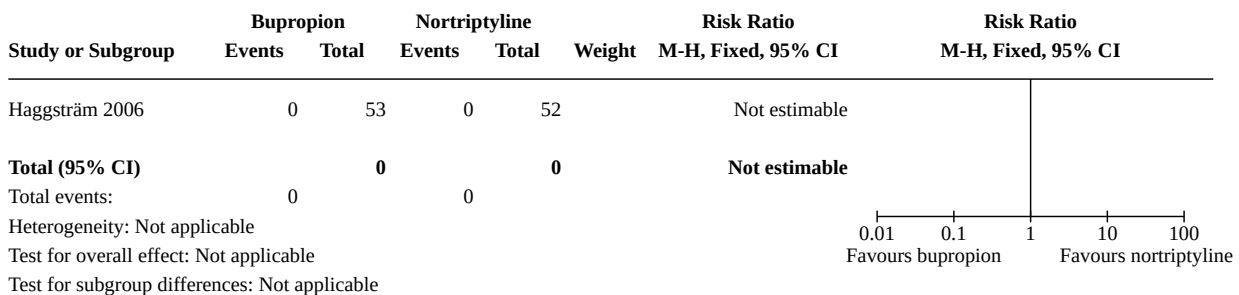 Bupropion Nortriptyline Risk Ratio Risk Ratio
Study or Subgroup Events Total Events Total Weight M-H, Fixed, 95% CI M-H, Fixed, 95% CI
Haggsträm 2006 0 53 0 52 Not estimable
Total (95% CI) 0 0 Not estimable
Total events: 0 0
Heterogeneity: Not applicable
0.01 0.1 1 10 100
Test for overall effect: Not applicable Favours bupropion Favours nortriptyline
Test for subgroup differences: Not applicable